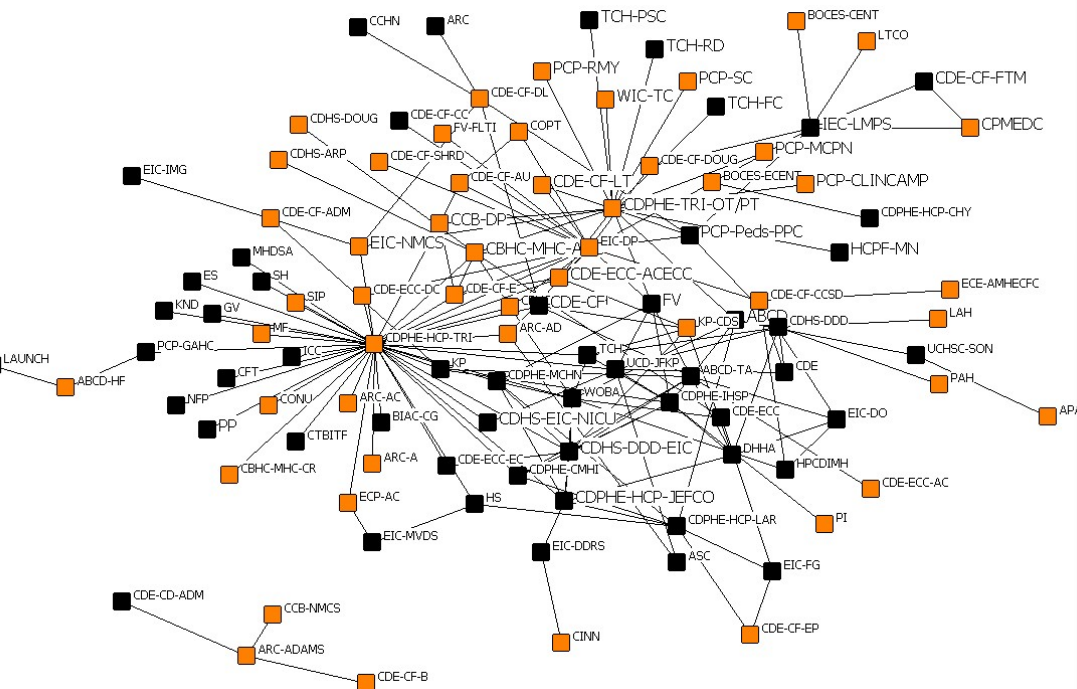 CCHN
ARC
TCH-PSC
BOCES-CENT
LTCO
TCH-RD
PCP-RMY
PCP-SC
CDE-CF-FTM
CDE-CF-DL
WIC-TC
TCH-FC
CDHS-DOUG
CDE-CF-CC
FV-FLTI
COPT
IEC-LMPS
CPMEDC
CDHS-ARP
CDE-CF-SHRD
CDE-CF-DOUG
PCP-MCPN
EIC-IMG
CDE-CF-AU
CDE-CF-LT
BOCES-ECENT
PCP-CLINCAMP
CDE-CF-ADM
CCB-DP
CDPHE-TRI-OT/PT
CDPHE-HCP-CHY
EIC-NMCS
CBHC-MHC-A
EIC-DP
PCP-Peds-PPC
HCPF-MN
MHDSA
ES
SH
CDE-ECC-ACECC
ECE-AMHECFC
SIP
CDE-ECC-DC
CDE-CF-E
CDE-CF
FV
CDE-CF-CCSD
KND
GV
MF
ARC-AD
KP-CDS
ABCD
CDHS-DDD
LAH
CDPHE-HCP-TRI
LAUNCH
PCP-GAHC
ICC
KP
TCH
UCD-JFKP
UCHSC-SON
ABCD-HF
CFT
CDPHE-MCHN
ABCD-TA
CDE
PAH
NFP
CONU
ARC-AC
WOBA
CDPHE-IHSP
PP
BIAC-CG
CDHS-EIC-NICU
CDE-ECC
EIC-DO
APA
CTBITF
CBHC-MHC-CR
ARC-A
CDE-ECC-EC
CDHS-DDD-EIC
DHHA
CDPHE-CMHI
HPCDIMH
CDE-ECC-AC
ECP-AC
HS
CDPHE-HCP-JEFCO
CDPHE-HCP-LAR
PI
EIC-MVDS
EIC-DDRS
ASC
EIC-FG
CDE-CD-ADM
CCB-NMCS
CINN
CDE-CF-EP
ARC-ADAMS
CDE-CF-B